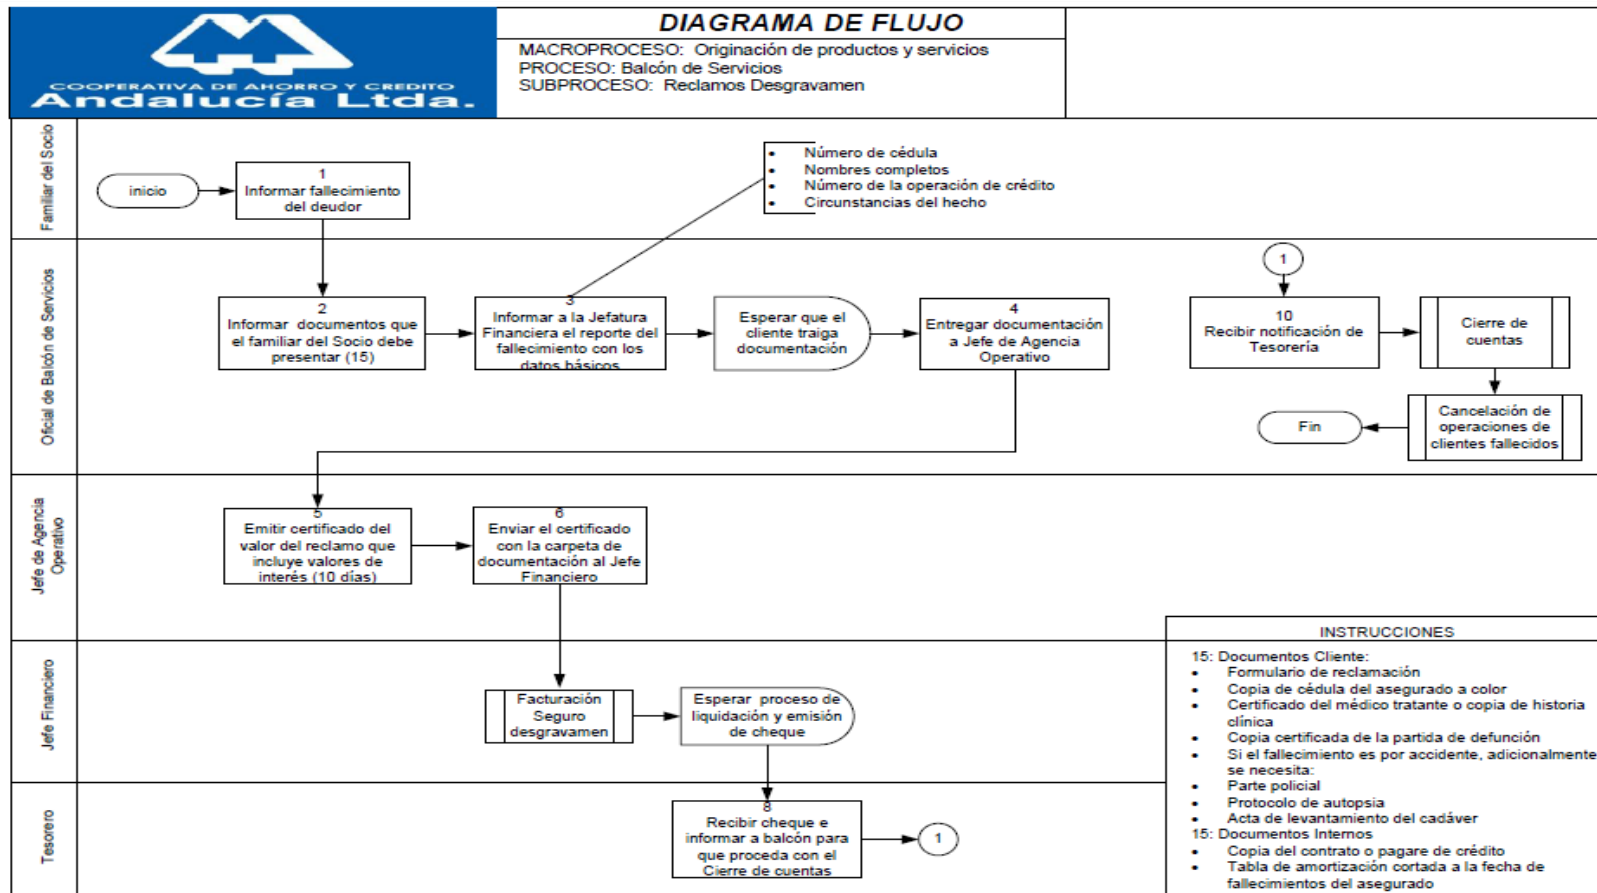 COOPERATIVA DE AHORRO Y CREDITO
Andalucía Ltda.
DIAGRAMA DE FLUJO
MACROPROCESO: Originación de productos y servicios
PROCESO: Balcón de Servicios
SUBPROCESO: Reclamos Desgravamen
Familiar del Socio
inicio
1
Informar fallecimiento
del deudor
• Número de cédula
• Nombres completos
• Número de la operación de crédito
• Circunstancias del hecho
Oficial de Balcón de Servicios
2
Informar documentos que
el familiar del Socio debe
presentar (15)
3
Informar a la Jefatura
Financiera el reporte del
fallecimiento con los
datos básicos
Esperar que el
cliente traiga
documentación
4
Entregar documentación
a Jefe de Agencia
Operativo
1
10
Recibir notificación de
Tesorería
Cierre de
cuentas
Cancelación de
operaciones de
clientes fallecidos
Fin
Jefe de Agencia
Operativo
5
Emitir certificado del
valor del reclamo que
incluye valores de
interés (10 días)
6
Enviar el certificado
con la carpeta de
documentación al Jefe
Financiero
Jefe Financiero
Facturación
Seguro
desgravamen
Esperar proceso de
liquidación y emisión
de cheque
Tesorero
8
Recibir cheque e
informar a balcón para
que proceda con el
Cierre de cuentas
1
INSTRUCCIONES
15: Documentos Cliente:
• Formulario de reclamación
• Copia de cédula del asegurado a color
• Certificado del médico tratante o copia de historia
clínica
• Copia certificada de la partida de defunción
• Si el fallecimiento es por accidente, adicionalmente
se necesita:
• Parte policial
• Protocolo de autopsia
• Acta de levantamiento del cadáver
15: Documentos Internos
• Copia del contrato o pagare de crédito
• Tabla de amortización cortada a la fecha de
fallecimientos del asegurado